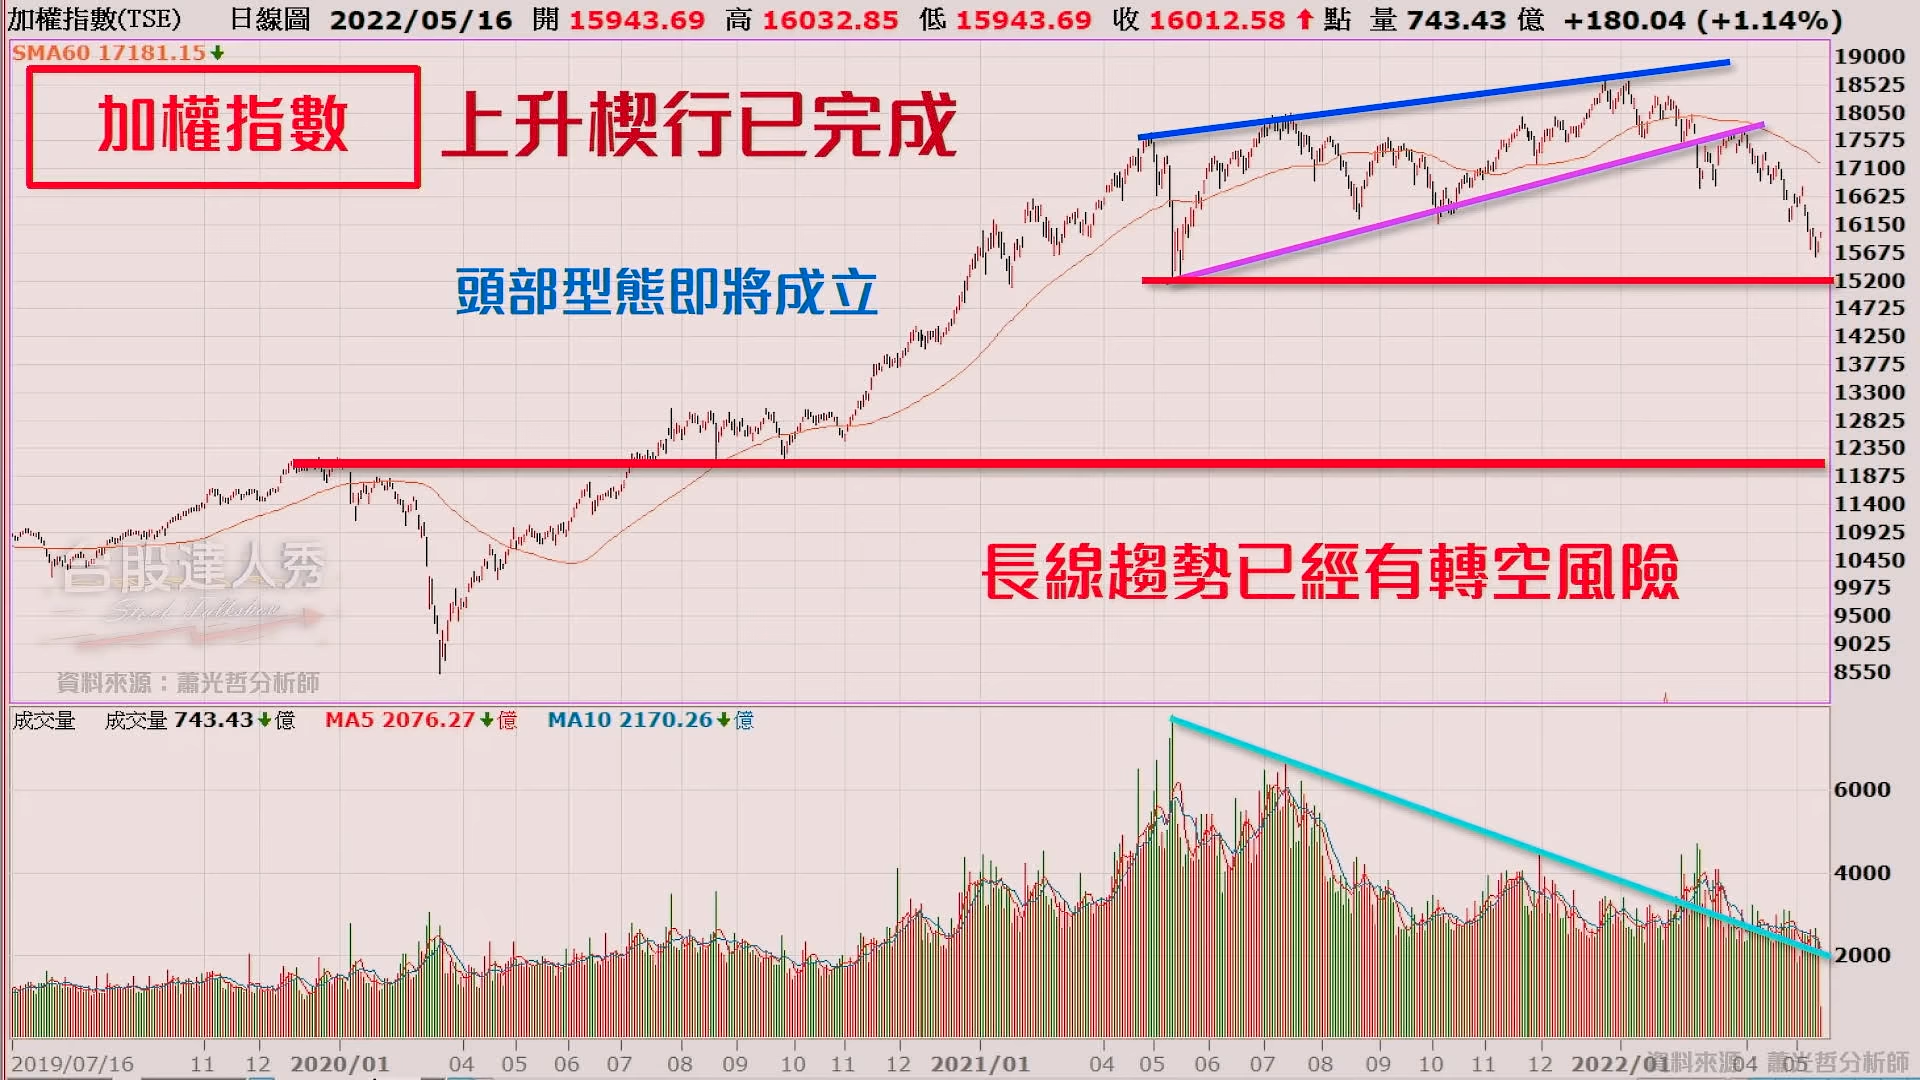 加權指數(TSE) 日線圖 2022/05/16 開 15943.69 高 16032.85 低 15943.69 收 16012.58 ↑ 點 量 743.43 億 +180.04 (+1.14%)
SMA60 17181.15↓
加權指數
上升楔行已完成
頭部型態即將成立
長線趨勢已經有轉空風險
19000
18525
18050
17575
17100
16625
16150
15675
15200
14725
14250
13775
13300
12825
12350
11875
11400
10925
10450
9975
9500
9025
8550
台股達人秀
Stock Talkshow
資料來源：蕭光哲分析師
成交量 成交量 743.43↓億 MA5 2076.27↓億 MA10 2170.26↓億
6000
4000
2000
2019/07/16 11 12 2020/01 04 05 06 07 08 09 10 11 12 2021/01 04 05 06 07 08 09 10 11 12 2022/01 04 05
資料來源：蕭光哲分析師